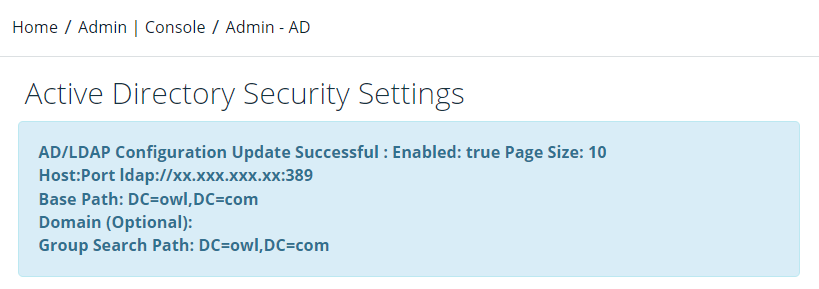 Home / Admin | Console / Admin - AD
Active Directory Security Settings
AD/LDAP Configuration Update Successful : Enabled: true Page Size: 10
Host:Port ldap://xx.xxx.xxx.xx:389
Base Path: DC=owl,DC=com
Domain (Optional):
Group Search Path: DC=owl,DC=com